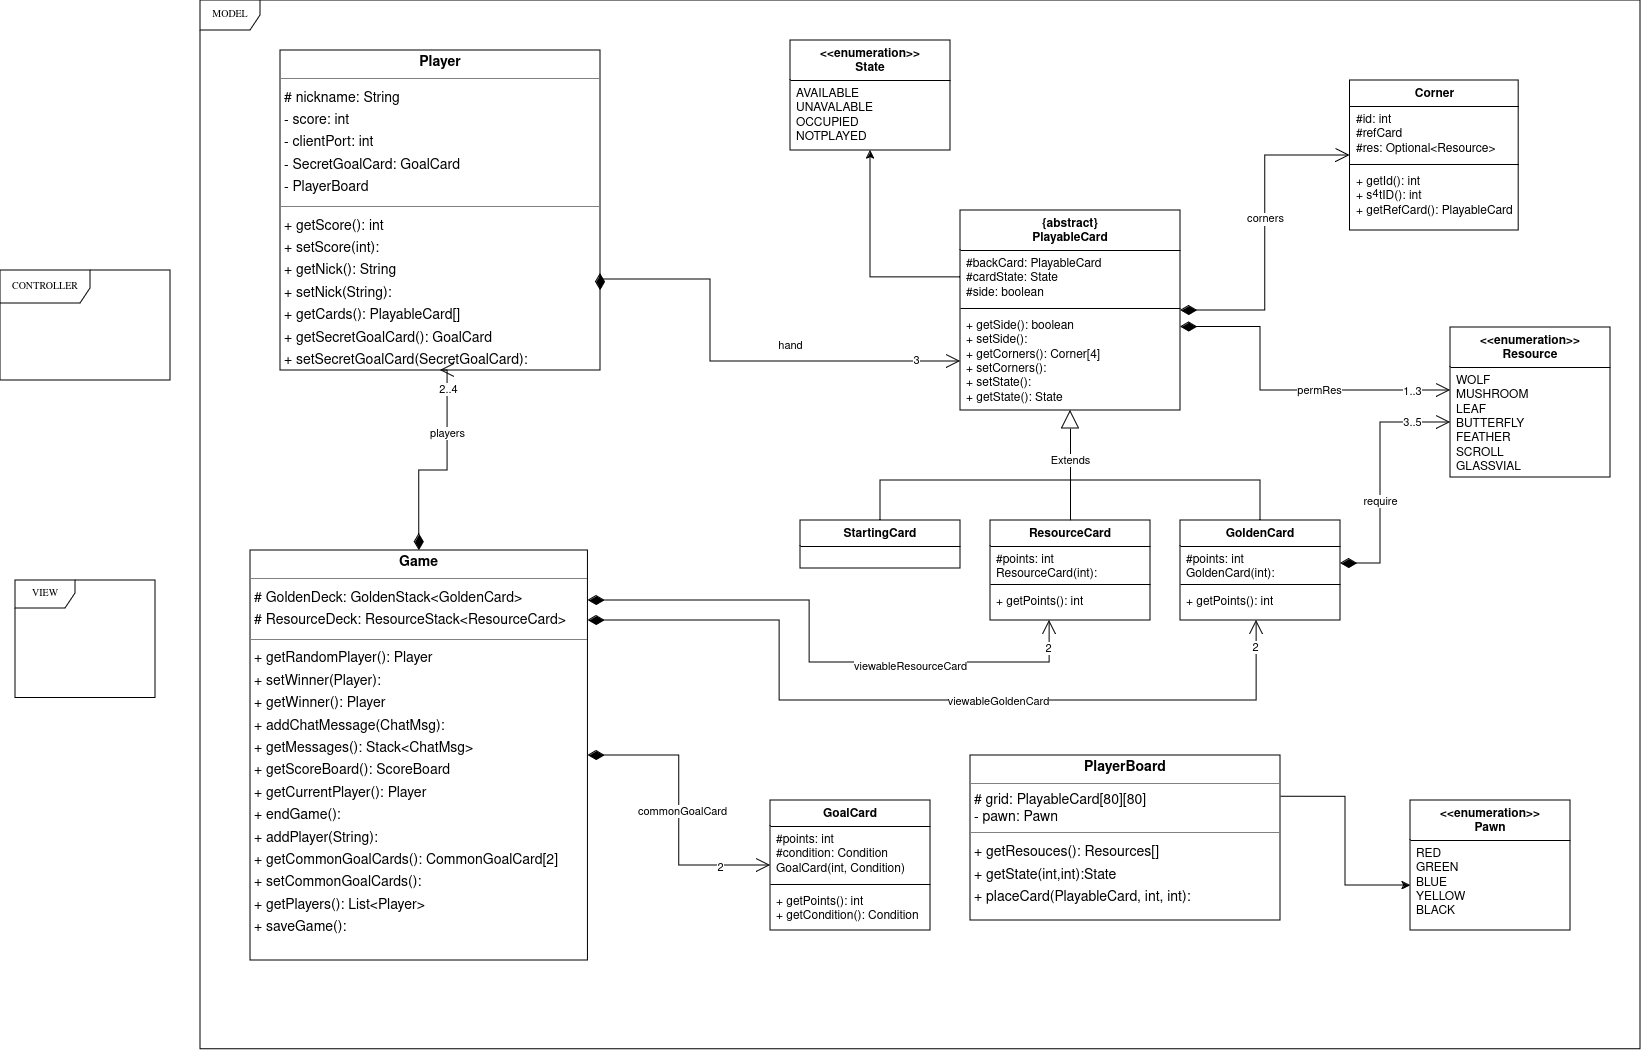 MODEL
Player
# nickname: String
- score: int
- clientPort: int
- SecretGoalCard: GoalCard
- PlayerBoard
+ getScore(): int
+ setScore(int):
+ getNick(): String
+ setNick(String):
+ getCards(): PlayableCard[]
+ getSecretGoalCard(): GoalCard
+ setSecretGoalCard(SecretGoalCard):
<<enumeration>>
State
AVAILABLE
UNAVALABLE
OCCUPIED
NOTPLAYED
Corner
#id: int
#refCard
#res: Optional<Resource>
+ getId(): int
+ s4tID(): int
+ getRefCard(): PlayableCard
corners
{abstract}
PlayableCard
#backCard: PlayableCard
#cardState: State
#side: boolean
+ getSide(): boolean
+ setSide():
+ getCorners(): Corner[4]
+ setCorners():
+ setState():
+ getState(): State
hand
3
CONTROLLER
<<enumeration>>
Resource
WOLF
MUSHROOM
LEAF
BUTTERFLY
FEATHER
SCROLL
GLASSVIAL
permRes
1..3
3..5
require
2..4
players
Extends
StartingCard
ResourceCard
#points: int
ResourceCard(int):
+ getPoints(): int
GoldenCard
#points: int
GoldenCard(int):
+ getPoints(): int
VIEW
Game
# GoldenDeck: GoldenStack<GoldenCard>
# ResourceDeck: ResourceStack<ResourceCard>
+ getRandomPlayer(): Player
+ setWinner(Player):
+ getWinner(): Player
+ addChatMessage(ChatMsg):
+ getMessages(): Stack<ChatMsg>
+ getScoreBoard(): ScoreBoard
+ getCurrentPlayer(): Player
+ endGame():
+ addPlayer(String):
+ getCommonGoalCards(): CommonGoalCard[2]
+ setCommonGoalCards():
+ getPlayers(): List<Player>
+ saveGame():
2
viewableResourceCard
2
viewableGoldenCard
commonGoalCard
2
GoalCard
#points: int
#condition: Condition
GoalCard(int, Condition)
+ getPoints(): int
+ getCondition(): Condition
PlayerBoard
# grid: PlayableCard[80][80]
- pawn: Pawn
+ getResouces(): Resources[]
+ getState(int,int):State
+ placeCard(PlayableCard, int, int):
<<enumeration>>
Pawn
RED
GREEN
BLUE
YELLOW
BLACK